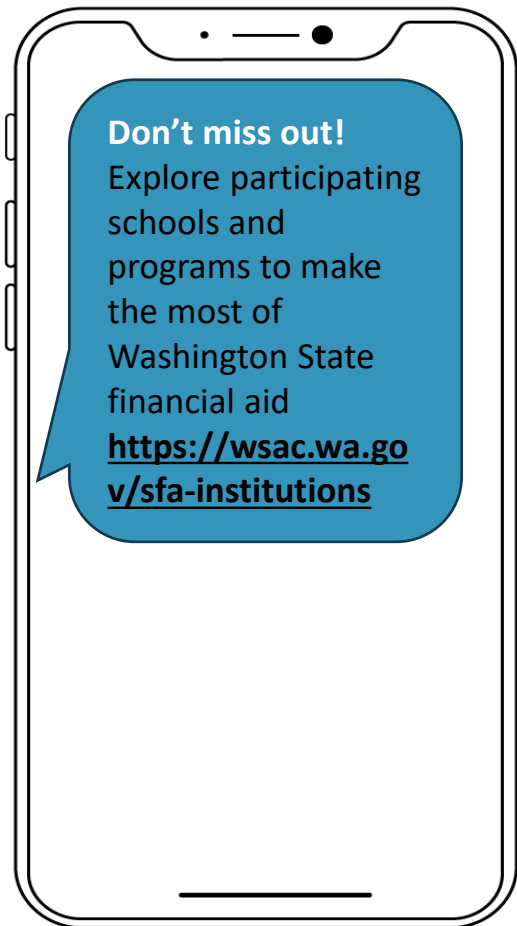 Don’t miss out!
Explore participating
schools and
programs to make
the most of
Washington State
financial aid
https://wsac.wa.go
v/sfa-institutions